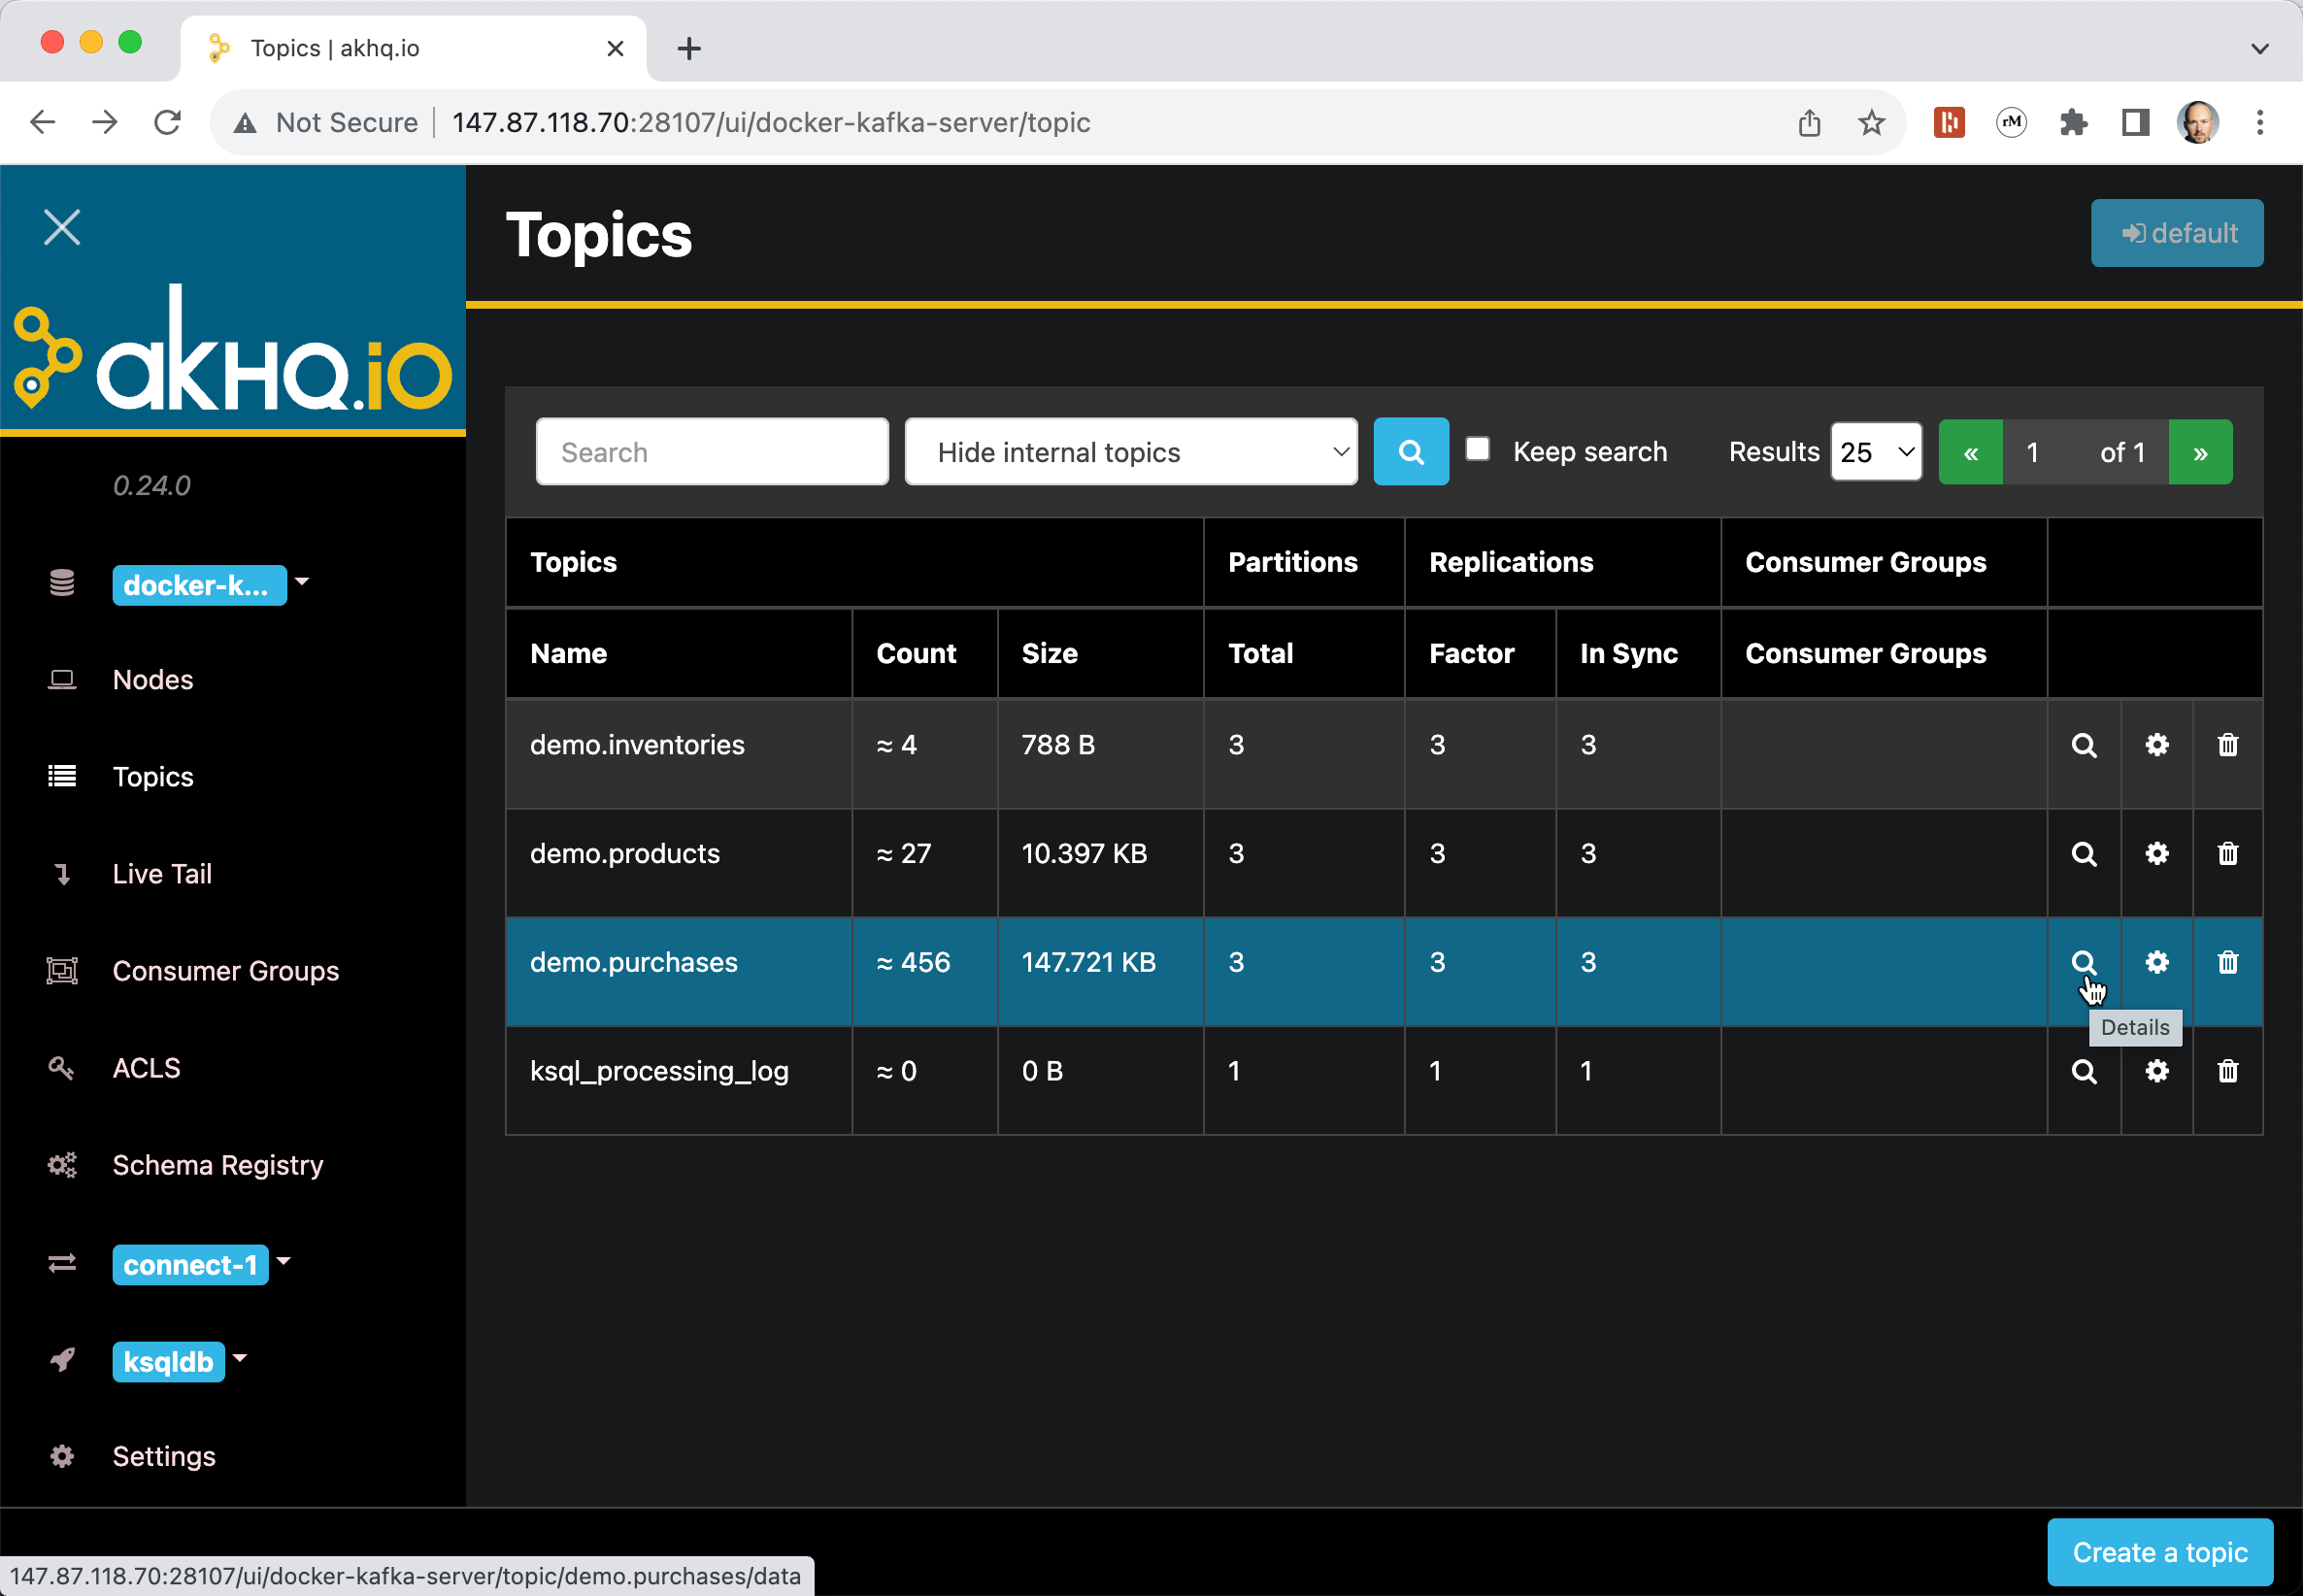 Topics | akhq.io
Not Secure 147.87.118.70:28107/ui/docker-kafka-server/topic
rM
akHQ.io
0.24.0
docker-k...
Nodes
Topics
Live Tail
Consumer Groups
ACLS
Schema Registry
connect-1
ksqldb
Settings
Topics
default
Search Hide internal topics Keep search Results 25 « 1 of 1 »
Topics Partitions Replications Consumer Groups
Name Count Size Total Factor In Sync Consumer Groups
demo.inventories ≈ 4 788 B 3 3 3
demo.products ≈ 27 10.397 KB 3 3 3
demo.purchases ≈ 456 147.721 KB 3 3 3
Details
ksql_processing_log ≈ 0 0 B 1 1 1
Create a topic
147.87.118.70:28107/ui/docker-kafka-server/topic/demo.purchases/data